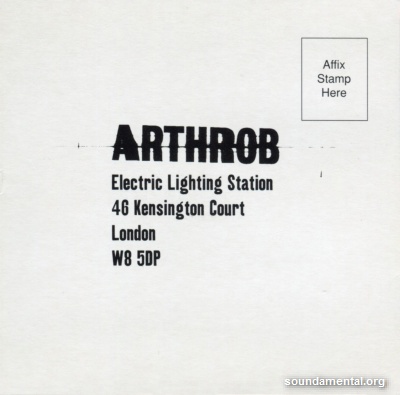 Affix
Stamp
Here
ARTHROB
Electric Lighting Station
46 Kensington Court
London
W8 5DP
soundamental.org